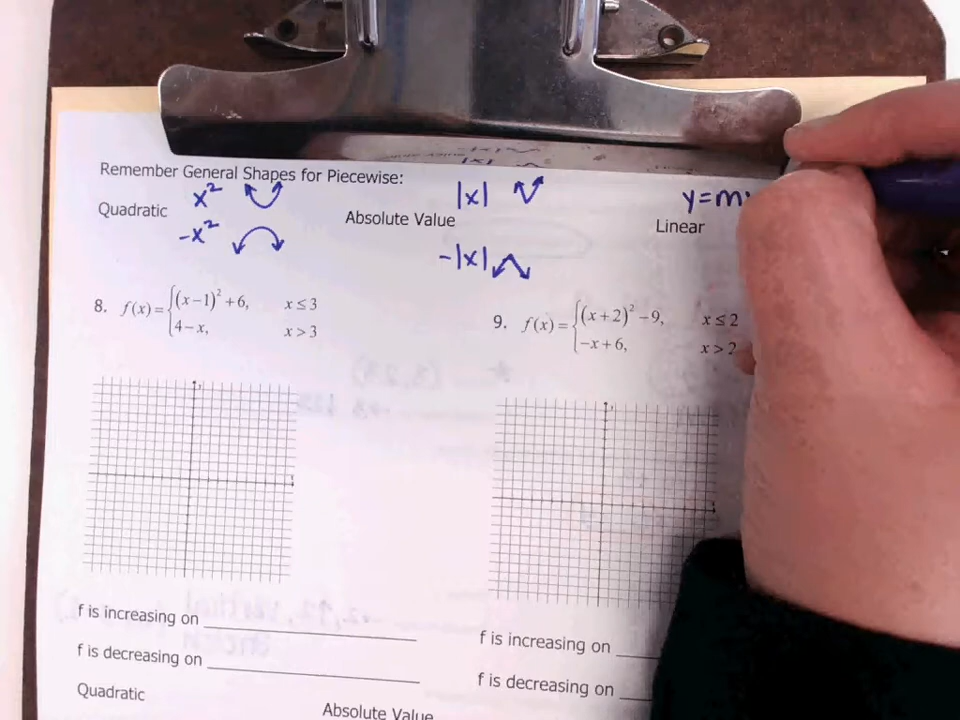 Remember General Shapes for Piecewise:
Quadratic x² Absolute Value |x| Linear y=m
-x² -|x|
8. f(x)={(x−1)²+6, x≤3
4−x, x>3
9. f(x)={(x+2)²−9, x≤2
−x+6, x>2
f is increasing on
f is decreasing on
f is increasing on
f is decreasing on
Quadratic
Absolute Value